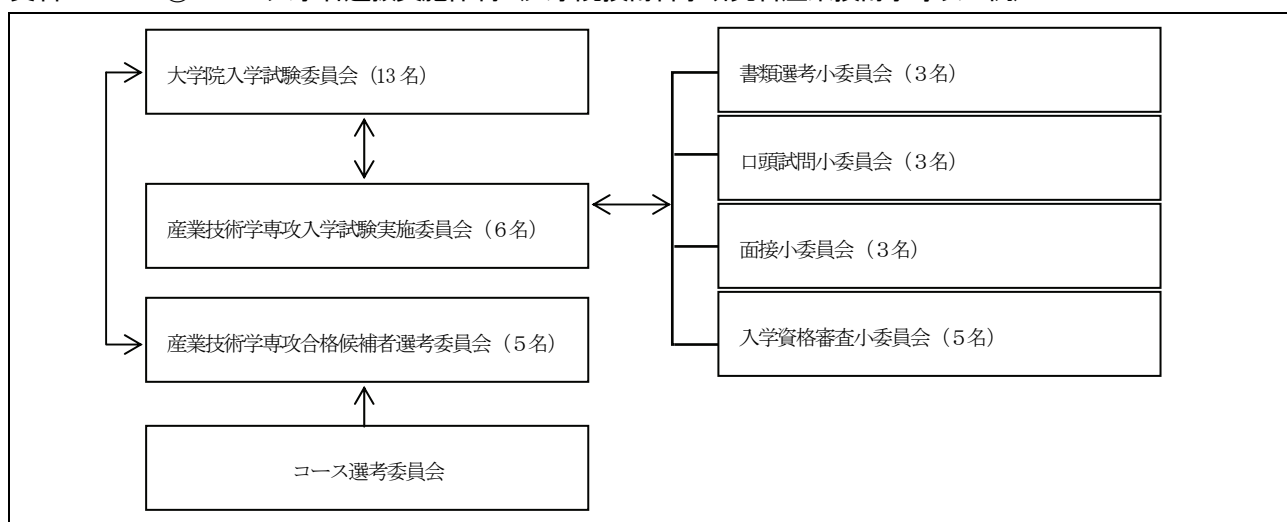 大学院入学試験委員会（13名）
産業技術学専攻入学試験実施委員会（６名）
産業技術学専攻合格候補者選考委員会（５名）
コース選考委員会
書類選考小委員会（３名）
口頭試問小委員会（３名）
面接小委員会（３名）
入学資格審査小委員会（５名）